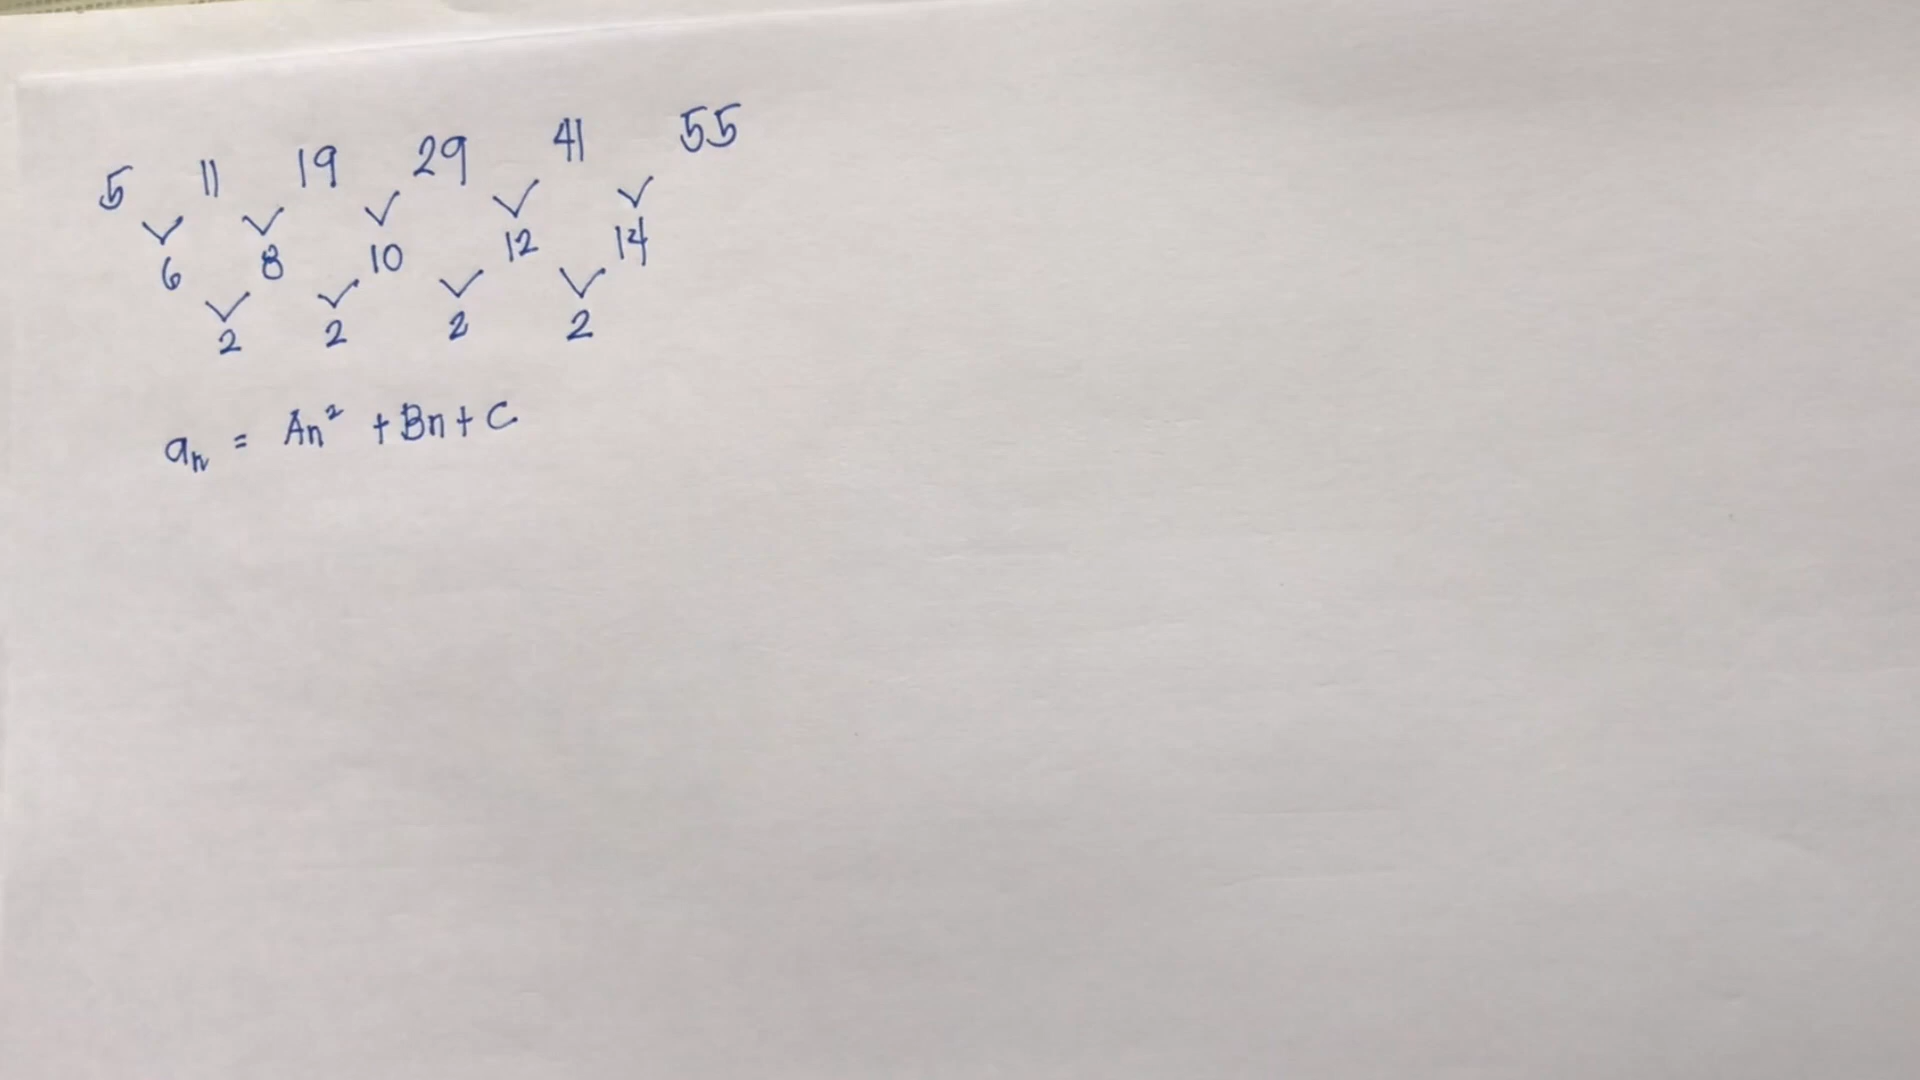 5 11 19 29 41 55
6 8 10 12 14
2 2 2 2
aₙ = An² + Bn + C